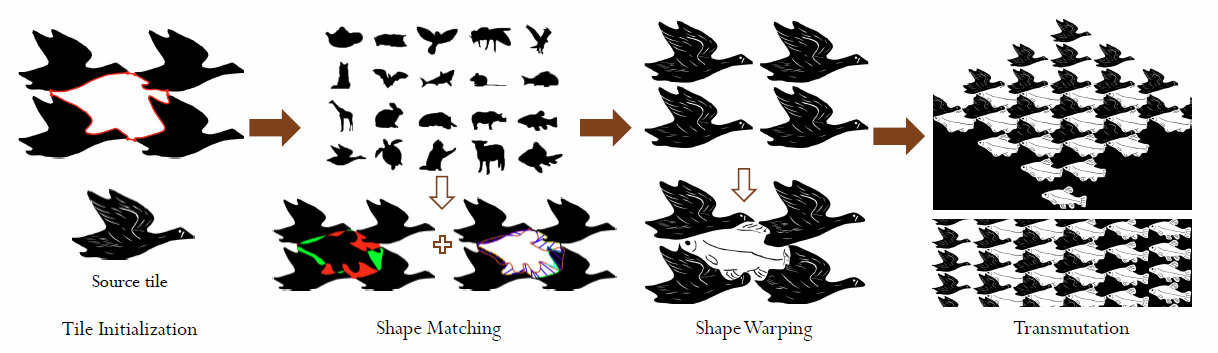 Source tile
Tile Initialization
Shape Matching
Shape Warping
Transmutation